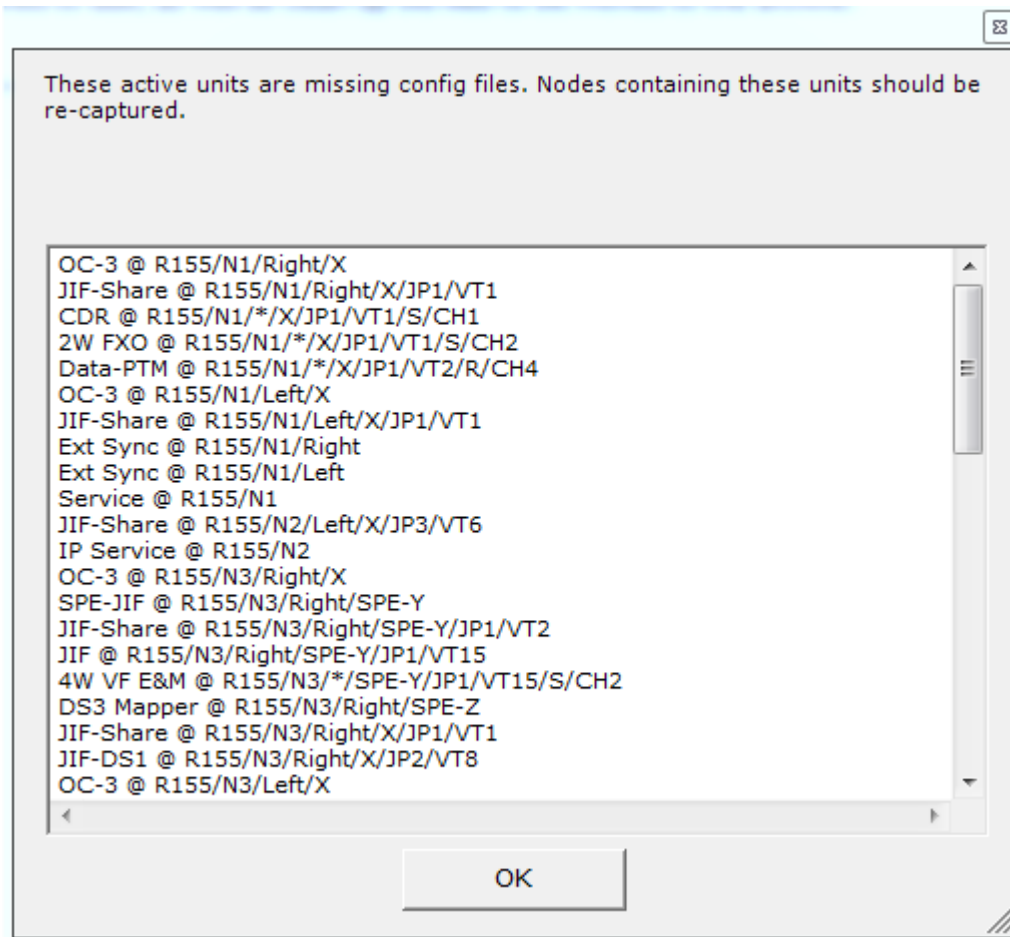 These active units are missing config files. Nodes containing these units should be
re-captured.
OC-3 @ R155/N1/Right/X
JIF-Share @ R155/N1/Right/X/JP1/VT1
CDR @ R155/N1/*/X/JP1/VT1/S/CH1
2W FXO @ R155/N1/*/X/JP1/VT1/S/CH2
Data-PTM @ R155/N1/*/X/JP1/VT2/R/CH4
OC-3 @ R155/N1/Left/X
JIF-Share @ R155/N1/Left/X/JP1/VT1
Ext Sync @ R155/N1/Right
Ext Sync @ R155/N1/Left
Service @ R155/N1
JIF-Share @ R155/N2/Left/X/JP3/VT6
IP Service @ R155/N2
OC-3 @ R155/N3/Right/X
SPE-JIF @ R155/N3/Right/SPE-Y
JIF-Share @ R155/N3/Right/SPE-Y/JP1/VT2
JIF @ R155/N3/Right/SPE-Y/JP1/VT15
4W VF E&M @ R155/N3/*/SPE-Y/JP1/VT15/S/CH2
DS3 Mapper @ R155/N3/Right/SPE-Z
JIF-Share @ R155/N3/Right/X/JP1/VT1
JIF-DS1 @ R155/N3/Right/X/JP2/VT8
OC-3 @ R155/N3/Left/X
OK